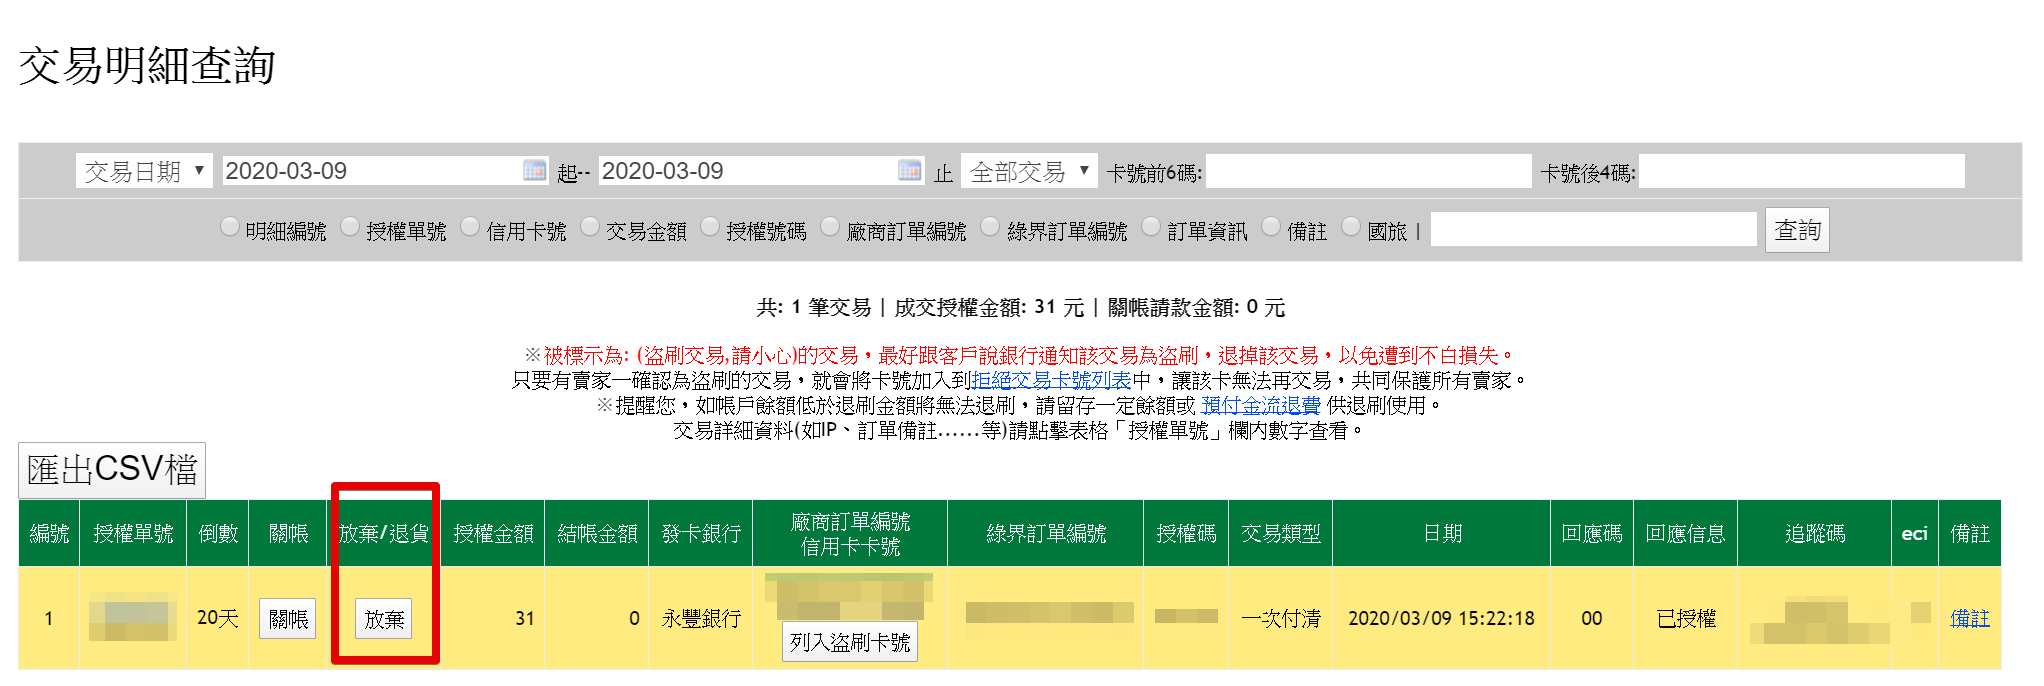 交易明細查詢
交易日期 2020-03-09 起-- 2020-03-09 止 全部交易 卡號前6碼: 卡號後4碼:
明細編號 授權單號 信用卡號 交易金額 授權號碼 廠商訂單編號 綠界訂單編號 訂單資訊 備註 國旅 | 查詢
共: 1 筆交易 | 成交授權金額: 31 元 | 關帳請款金額: 0 元
※被標示為: (盜刷交易,請小心)的交易，最好跟客戶說銀行通知該交易為盜刷，退掉該交易，以免遭到不白損失。
只要有賣家一確認為盜刷的交易，就會將卡號加入到拒絕交易卡號列表中，讓該卡無法再交易，共同保護所有賣家。
※提醒您，如帳戶餘額低於退刷金額將無法退刷，請留存一定餘額或 預付金流退費 供退刷使用。
交易詳細資料(如IP、訂單備註......等)請點擊表格「授權單號」欄內數字查看。
匯出CSV檔
編號 授權單號 倒數 關帳 放棄/退貨 授權金額 結帳金額 發卡銀行 廠商訂單編號 綠界訂單編號 授權碼 交易類型 日期 回應碼 回應信息 追蹤碼 eci 備註
信用卡卡號
1 20天 關帳 放棄 31 0 永豐銀行 一次付清 2020/03/09 15:22:18 00 已授權 備註
列入盜刷卡號